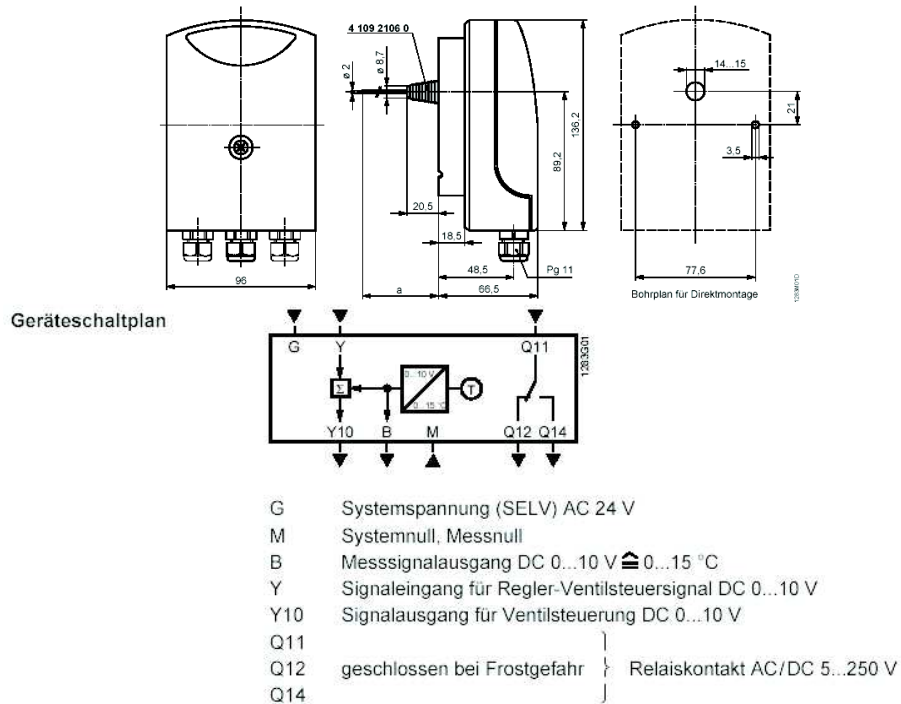 4 109 2106 0
ø 2
ø 8,7
20,5
18,5
48,5
66,5
a
89,2
136,2
Pg 11
96
14...15
21
3,5
77,6
Bohrplan für Direktmontage
1283M01D
Geräteschaltplan
G Y Q11
1283G01
0...10 V
Σ
T
0...15 °C
Y10 B M Q12 Q14
G Systemspannung (SELV) AC 24 V
M Systemnull, Messnull
B Messsignalausgang DC 0...10 V ≙ 0...15 °C
Y Signaleingang für Regler-Ventilsteuersignal DC 0...10 V
Y10 Signalausgang für Ventilsteuerung DC 0...10 V
Q11
Q12 geschlossen bei Frostgefahr } Relaiskontakt AC/DC 5...250 V
Q14